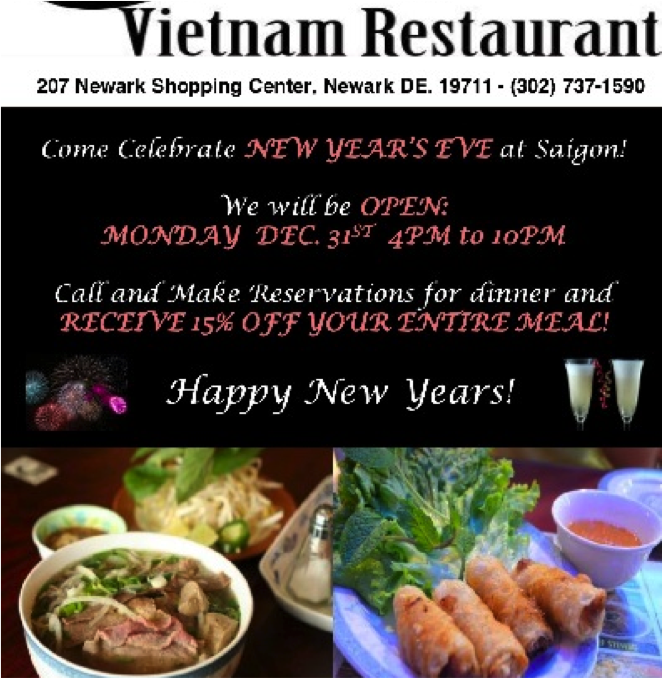 Vietnam Restaurant
207 Newark Shopping Center, Newark DE. 19711 - (302) 737-1590
Come Celebrate NEW YEAR'S EVE at Saigon!
We will be OPEN:
MONDAY DEC. 31ST 4PM to 10PM
Call and Make Reservations for dinner and
RECEIVE 15% OFF YOUR ENTIRE MEAL!
Happy New Years!